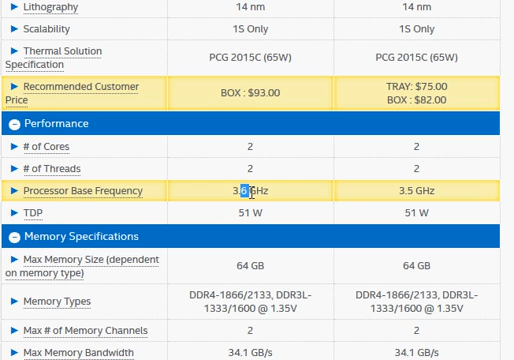 Lithography 14 nm 14 nm
Scalability 1S Only 1S Only
Thermal Solution
Specification PCG 2015C (65W) PCG 2015C (65W)
Recommended Customer
Price BOX : $93.00 TRAY: $75.00
BOX : $82.00
Performance
# of Cores 2 2
# of Threads 2 2
Processor Base Frequency 3.6 GHz 3.5 GHz
TDP 51 W 51 W
Memory Specifications
Max Memory Size (dependent
on memory type) 64 GB 64 GB
Memory Types DDR4-1866/2133, DDR3L- DDR4-1866/2133, DDR3L-
1333/1600 @ 1.35V 1333/1600 @ 1.35V
Max # of Memory Channels 2 2
Max Memory Bandwidth 34.1 GB/s 34.1 GB/s